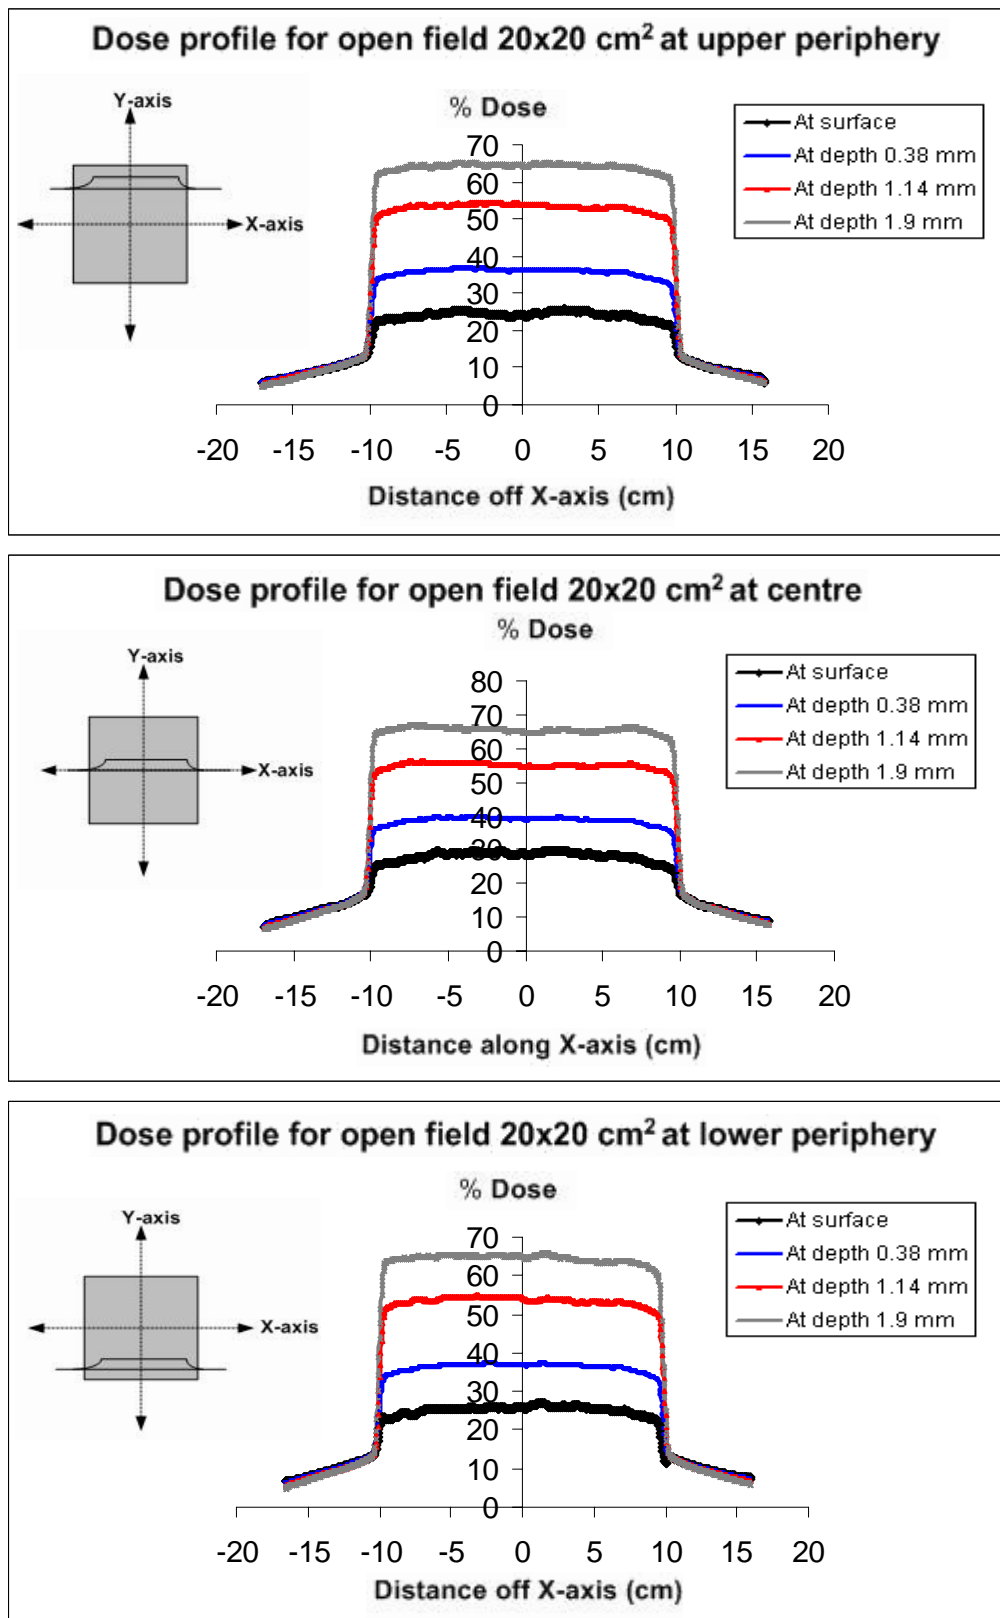 Dose profile for open field 20x20 cm² at upper periphery
Y-axis
X-axis
% Dose
At surface
At depth 0.38 mm
At depth 1.14 mm
At depth 1.9 mm
70
60
50
40
30
20
10
0
-20 -15 -10 -5 0 5 10 15 20
Distance off X-axis (cm)
Dose profile for open field 20x20 cm² at centre
% Dose
Y-axis
X-axis
At surface
At depth 0.38 mm
At depth 1.14 mm
At depth 1.9 mm
80
70
60
50
40
30
20
10
0
-20 -15 -10 -5 0 5 10 15 20
Distance along X-axis (cm)
Dose profile for open field 20x20 cm² at lower periphery
% Dose
Y-axis
X-axis
At surface
At depth 0.38 mm
At depth 1.14 mm
At depth 1.9 mm
70
60
50
40
30
20
10
0
-20 -15 -10 -5 0 5 10 15 20
Distance off X-axis (cm)